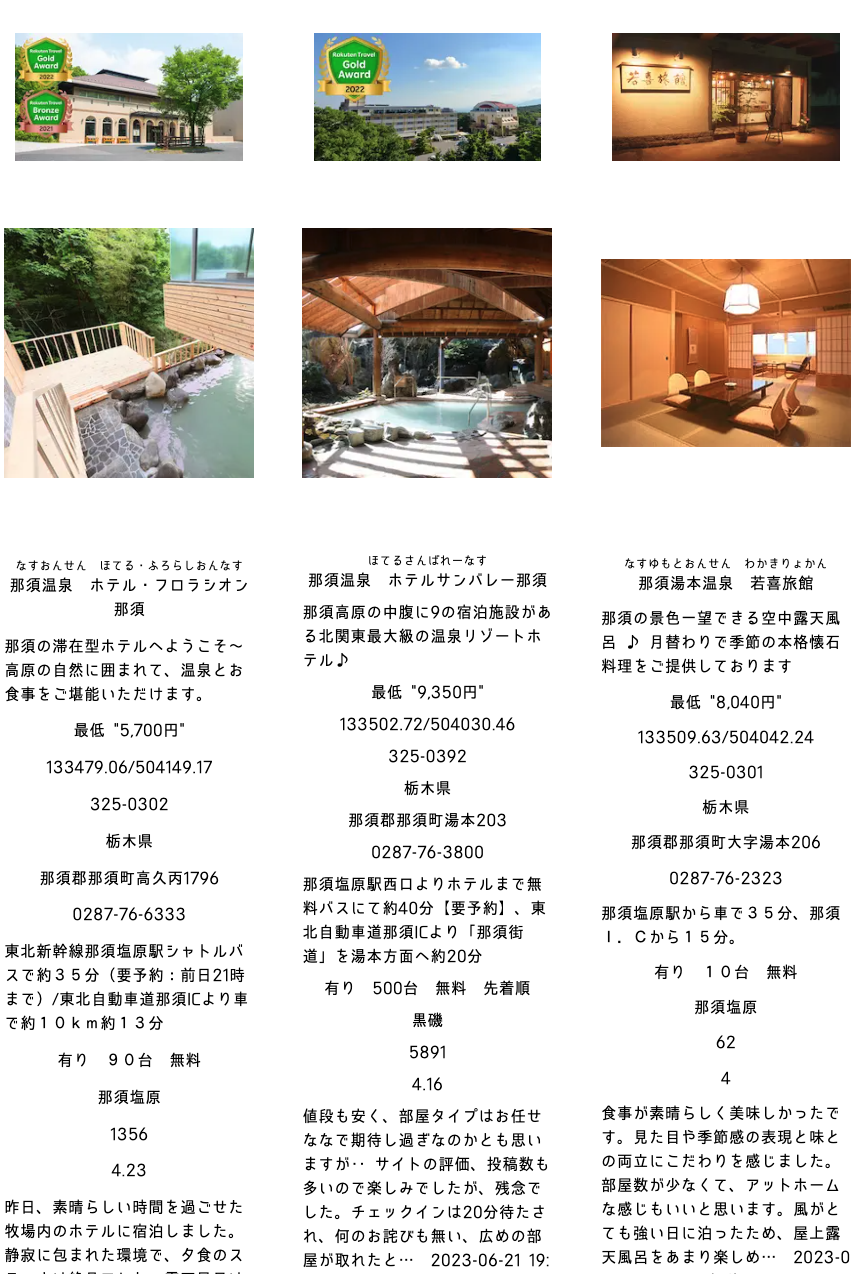 Rakuten Travel
Gold
Award
2022
Rakuten Travel
Bronze
Award
2021
Rakuten Travel
Gold
Award
2022
若喜旅館
なすおんせん　ほてる・ふろらしおんなす
那須温泉　ホテル・フロラシオン
那須
那須の滞在型ホテルへようこそ～
高原の自然に囲まれて、温泉とお
食事をご堪能いただけます。
最低 "5,700円"
133479.06/504149.17
325-0302
栃木県
那須郡那須町高久丙1796
0287-76-6333
東北新幹線那須塩原駅シャトルバ
スで約３５分（要予約：前日21時
まで）/東北自動車道那須ICより車
で約１０ｋｍ約１３分
有り　９０台　無料
那須塩原
1356
4.23
昨日、素晴らしい時間を過ごせた
牧場内のホテルに宿泊しました。
静寂に包まれた環境で、夕食のス
ほてるさんばれーなす
那須温泉　ホテルサンバレー那須
那須高原の中腹に9の宿泊施設があ
る北関東最大級の温泉リゾートホ
テル♪
最低 "9,350円"
133502.72/504030.46
325-0392
栃木県
那須郡那須町湯本203
0287-76-3800
那須塩原駅西口よりホテルまで無
料バスにて約40分【要予約】、東
北自動車道那須ICより「那須街
道」を湯本方面へ約20分
有り　500台　無料　先着順
黒磯
5891
4.16
値段も安く、部屋タイプはお任せ
ななで期待し過ぎなのかとも思い
ますが‥ サイトの評価、投稿数も
多いので楽しみでしたが、残念で
した。チェックインは20分待たさ
れ、何のお詫びも無い、広めの部
屋が取れたと…　2023-06-21 19:
なすゆもとおんせん　わかきりょかん
那須湯本温泉　若喜旅館
那須の景色一望できる空中露天風
呂 ♪ 月替わりで季節の本格懐石
料理をご提供しております
最低 "8,040円"
133509.63/504042.24
325-0301
栃木県
那須郡那須町大字湯本206
0287-76-2323
那須塩原駅から車で３５分、那須
Ｉ．Ｃから１５分。
有り　１０台　無料
那須塩原
62
4
食事が素晴らしく美味しかったで
す。見た目や季節感の表現と味と
の両立にこだわりを感じました。
部屋数が少なくて、アットホーム
な感じもいいと思います。風がと
ても強い日に泊ったため、屋上露
天風呂をあまり楽しめ…　2023-0